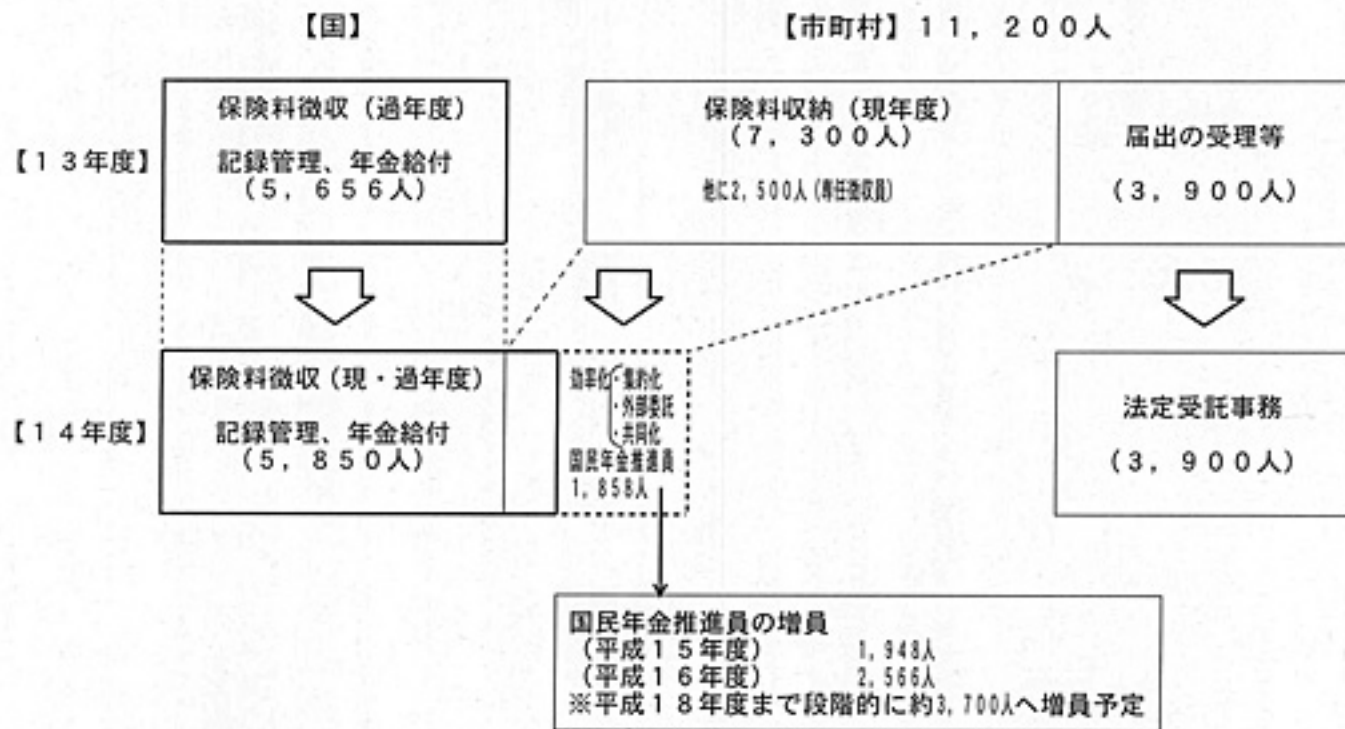 【国】
【市町村】11,200人
【13年度】
保険料徴収(過年度)
記録管理、年金給付
(5,656人)
保険料収納(現年度)
(7,300人)
他に2,500人(専任徴収員)
届出の受理等
(3,900人)
【14年度】
保険料徴収(現・過年度)
記録管理、年金給付
(5,850人)
効率化・集約化
・外部委託
・共同化
国民年金推進員
1,858人
法定受託事務
(3,900人)
国民年金推進員の増員
(平成15年度) 1,948人
(平成16年度) 2,566人
※平成18年度まで段階的に約3,700人へ増員予定